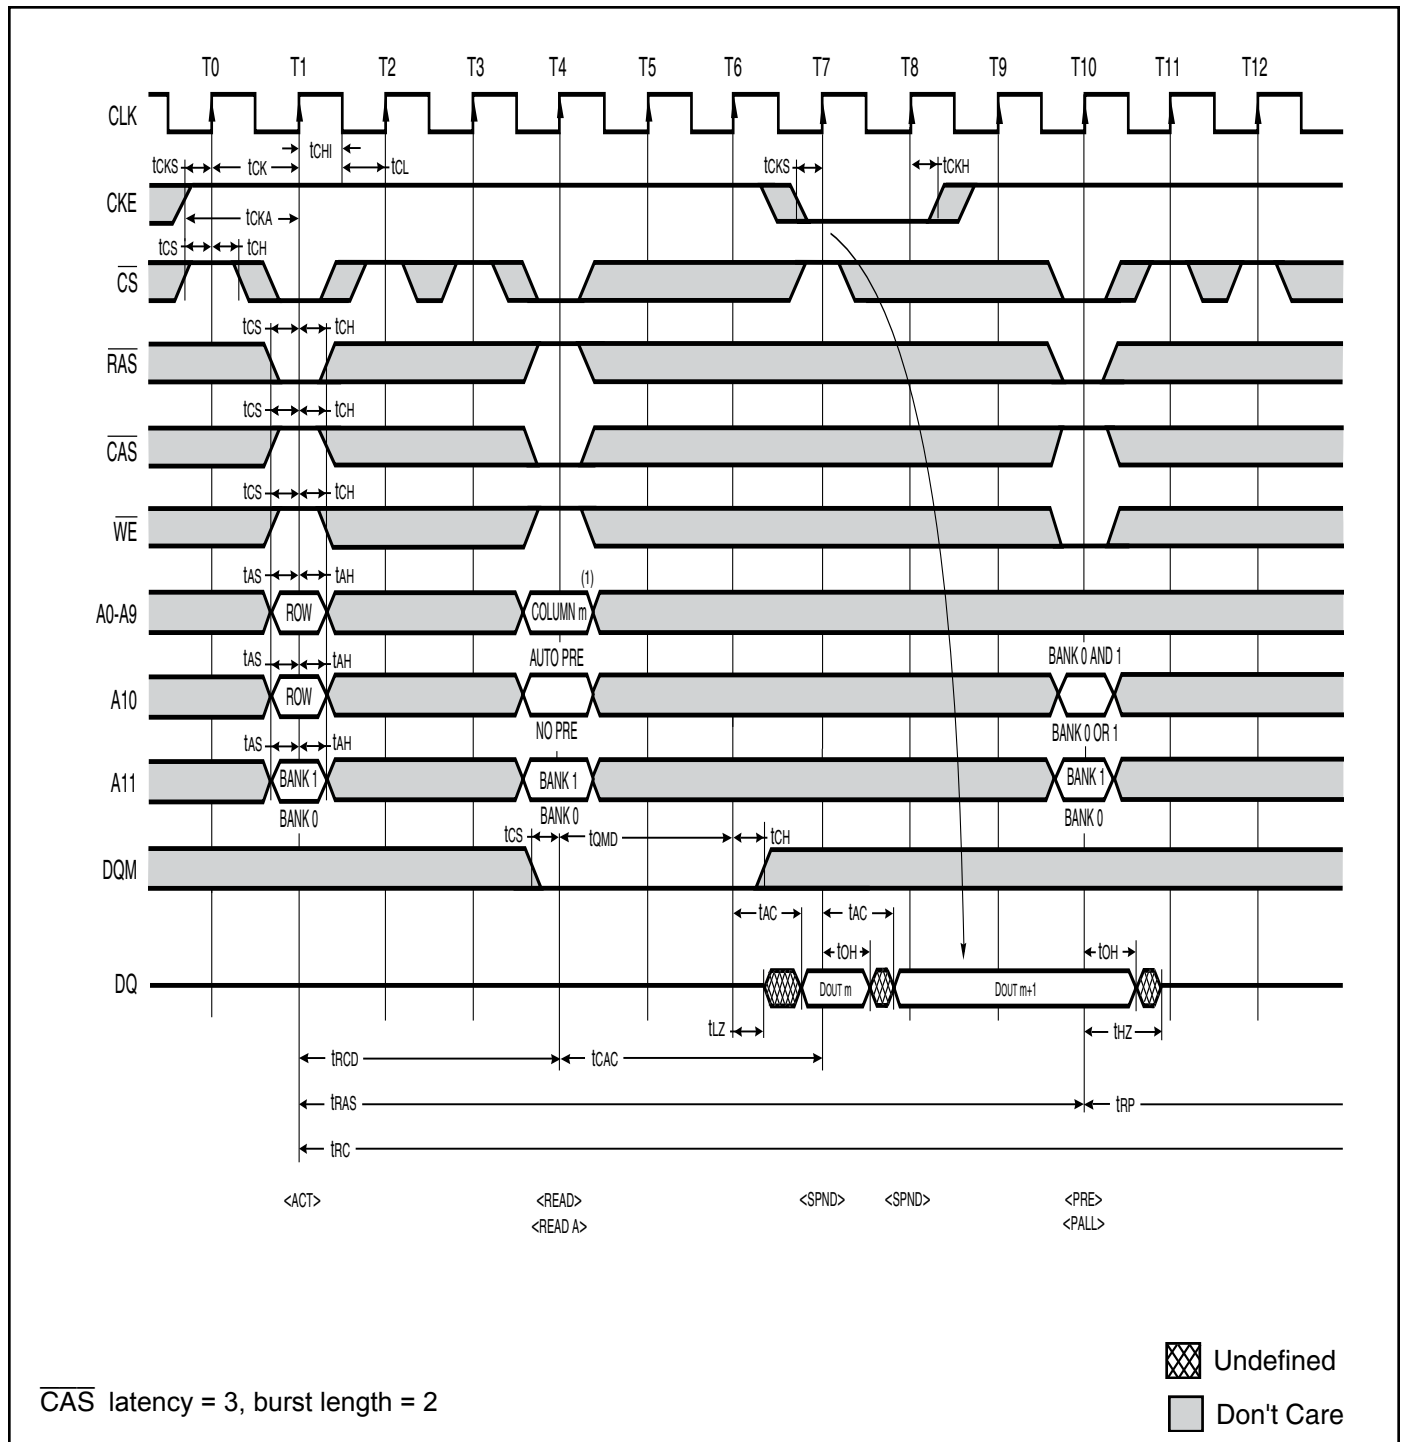 T0 T1 T2 T3 T4 T5 T6 T7 T8 T9 T10 T11 T12
CLK
tCHI
tCKS tCK tCL tCKS tCKH
CKE
tCKA
tCS tCH
CS
tCS tCH
RAS
tCS tCH
CAS
tCS tCH
WE
tAS tAH (1)
A0-A9 ROW COLUMN m
tAS tAH AUTO PRE BANK 0 AND 1
A10 ROW
NO PRE BANK 0 OR 1
tAS tAH
A11 BANK 1 BANK 1 BANK 1
BANK 0 BANK 0 BANK 0
tCS tQMD tCH
DQM
tAC tAC
tOH tOH
DQ DOUT m DOUT m+1
tLZ tHZ
tRCD tCAC
tRAS tRP
tRC
<ACT> <READ> <SPND> <SPND> <PRE>
<READ A> <PALL>
Undefined
CAS latency = 3, burst length = 2
Don't Care